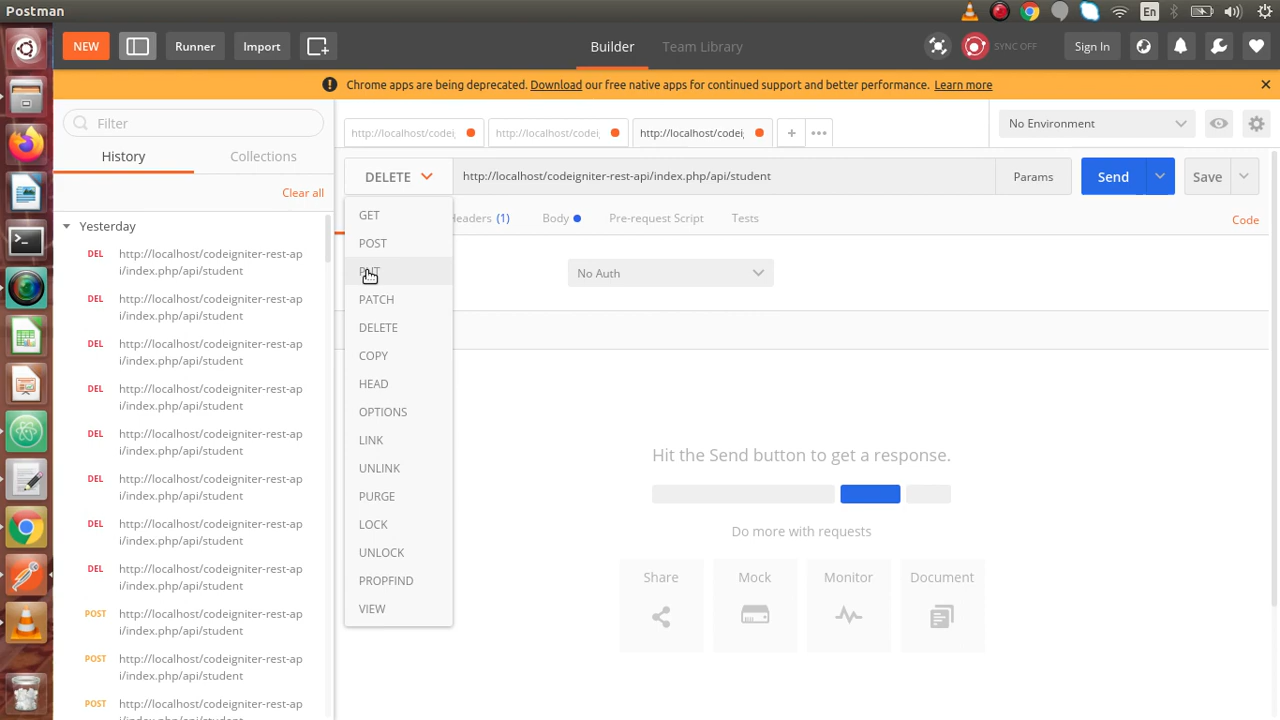 Postman
En
NEW
Runner
Import
Builder
Team Library
SYNC OFF
Sign In
Chrome apps are being deprecated. Download our free native apps for continued support and better performance. Learn more
Filter
History
Collections
Clear all
Yesterday
DEL http://localhost/codeigniter-rest-ap
i/index.php/api/student
DEL http://localhost/codeigniter-rest-ap
i/index.php/api/student
DEL http://localhost/codeigniter-rest-ap
i/index.php/api/student
DEL http://localhost/codeigniter-rest-ap
i/index.php/api/student
DEL http://localhost/codeigniter-rest-ap
i/index.php/api/student
DEL http://localhost/codeigniter-rest-ap
i/index.php/api/student
DEL http://localhost/codeigniter-rest-ap
i/index.php/api/student
DEL http://localhost/codeigniter-rest-ap
i/index.php/api/student
POST http://localhost/codeigniter-rest-ap
i/index.php/api/student
POST http://localhost/codeigniter-rest-ap
i/index.php/api/student
POST http://localhost/codeigniter-rest-ap
http://localhost/codei
http://localhost/codei
http://localhost/codei
No Environment
DELETE
http://localhost/codeigniter-rest-api/index.php/api/student
Params
Send
Save
Headers (1)
Body
Pre-request Script
Tests
Code
GET
POST
PUT
PATCH
DELETE
COPY
HEAD
OPTIONS
LINK
UNLINK
PURGE
LOCK
UNLOCK
PROPFIND
VIEW
No Auth
Hit the Send button to get a response.
Do more with requests
Share
Mock
Monitor
Document